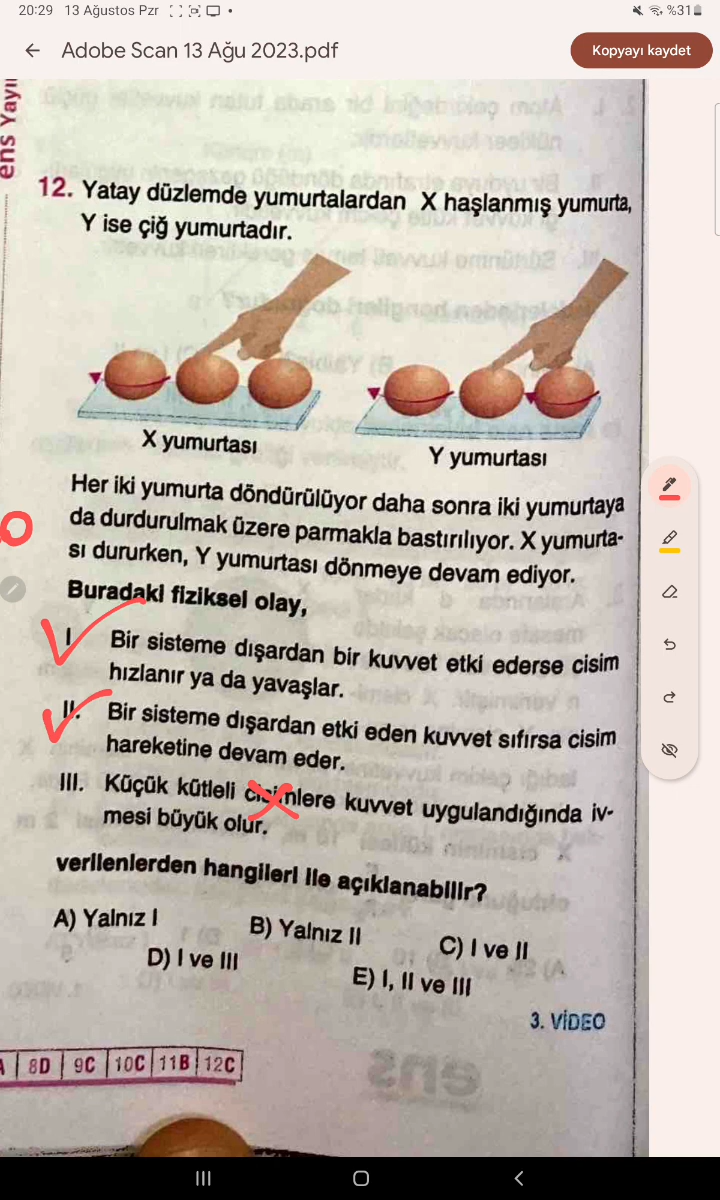 20:29 13 Ağustos Pzr
%31
Adobe Scan 13 Ağu 2023.pdf
Kopyayı kaydet
ens Yayı
12. Yatay düzlemde yumurtalardan X haşlanmış yumurta,
Y ise çiğ yumurtadır.
X yumurtası
Y yumurtası
Her iki yumurta döndürülüyor daha sonra iki yumurtaya
da durdurulmak üzere parmakla bastırılıyor. X yumurta-
sı dururken, Y yumurtası dönmeye devam ediyor.
Buradaki fiziksel olay,
I Bir sisteme dışardan bir kuvvet etki ederse cisim
hızlanır ya da yavaşlar.
II. Bir sisteme dışardan etki eden kuvvet sıfırsa cisim
hareketine devam eder.
III. Küçük kütleli cisimlere kuvvet uygulandığında iv-
mesi büyük olur.
verilenlerden hangileri ile açıklanabilir?
A) Yalnız I
B) Yalnız II
C) I ve II
D) I ve III
E) I, II ve III
3. VİDEO
8D 9C 10C 11B 12C
ens